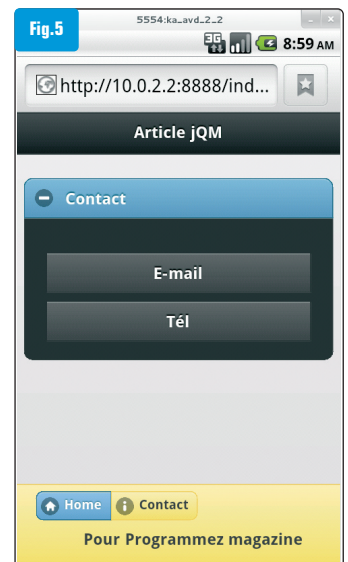 Fig.5
5554:ka_avd_2_2
3G 8:59 AM
http://10.0.2.2:8888/ind...
Article jQM
Contact
E-mail
Tél
Home Contact
Pour Programmez magazine